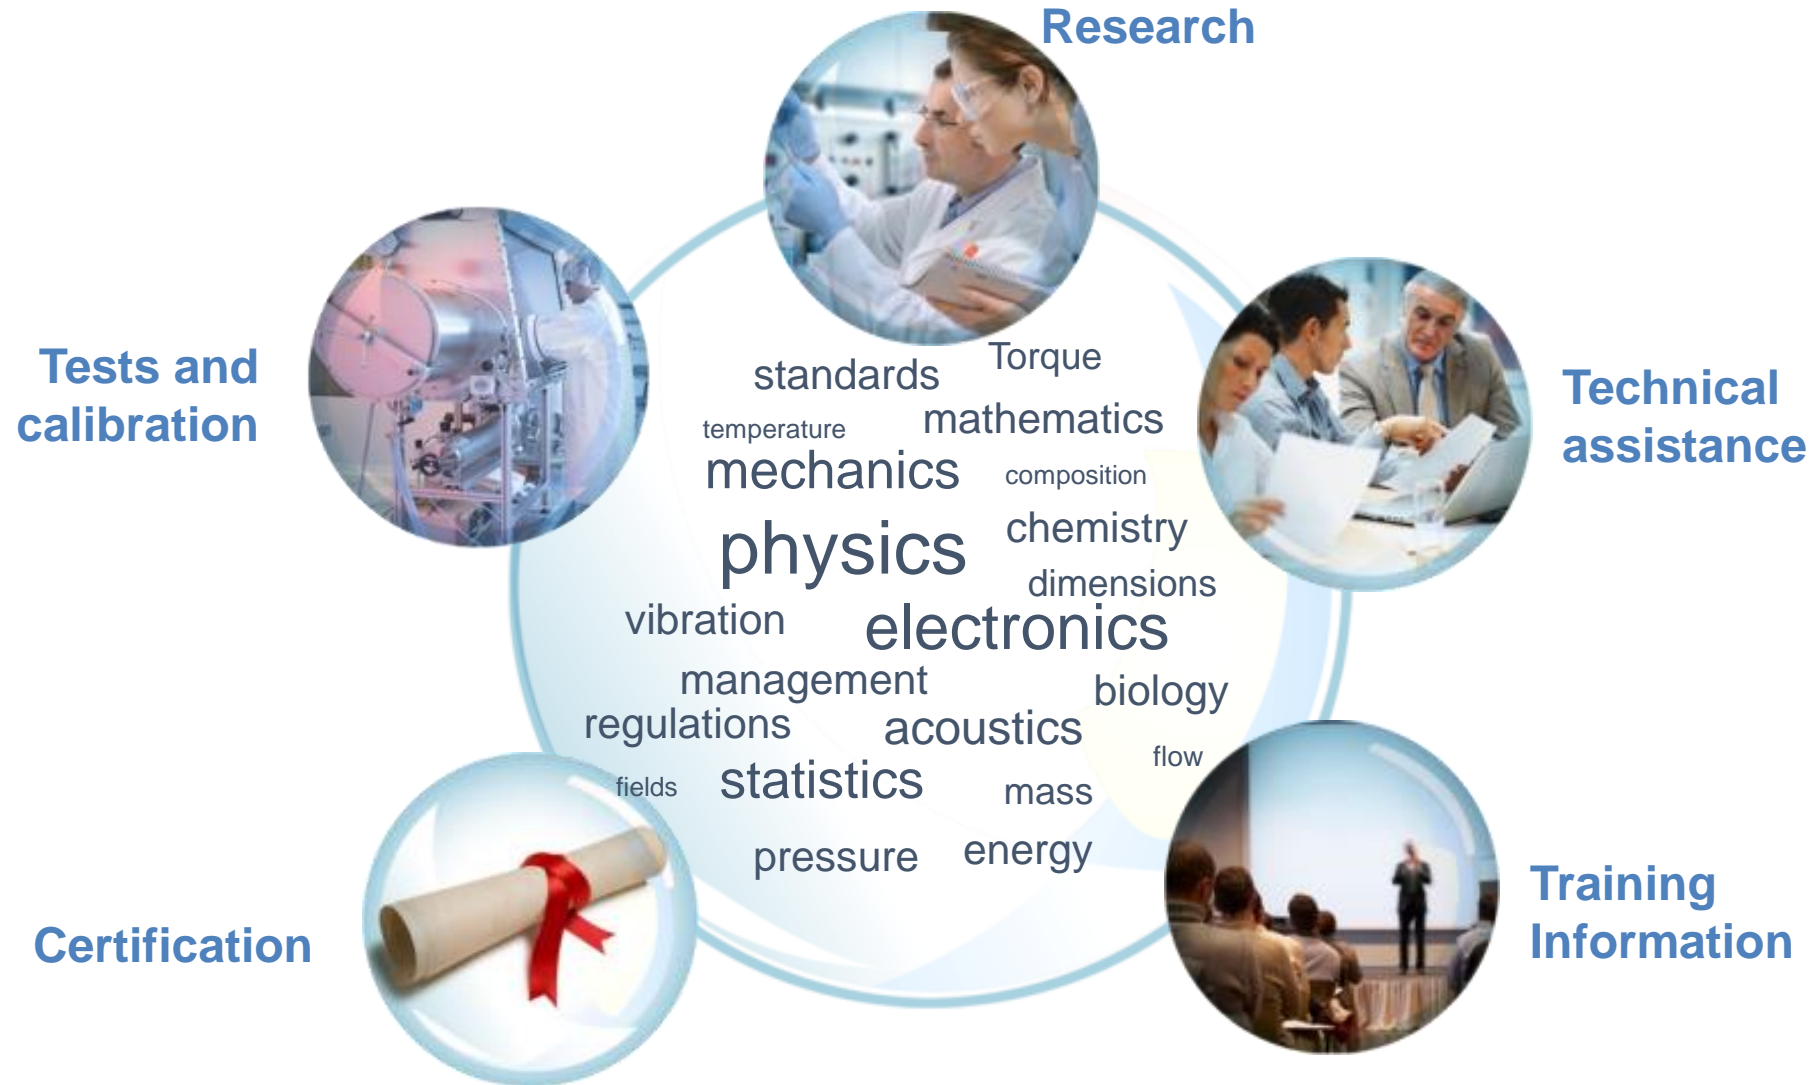 Research
Tests and
calibration
Technical
assistance
standards
Torque
temperature
mathematics
mechanics
composition
physics
chemistry
dimensions
vibration
electronics
management
biology
regulations
acoustics
flow
fields
statistics
mass
pressure
energy
Training
Information
Certification